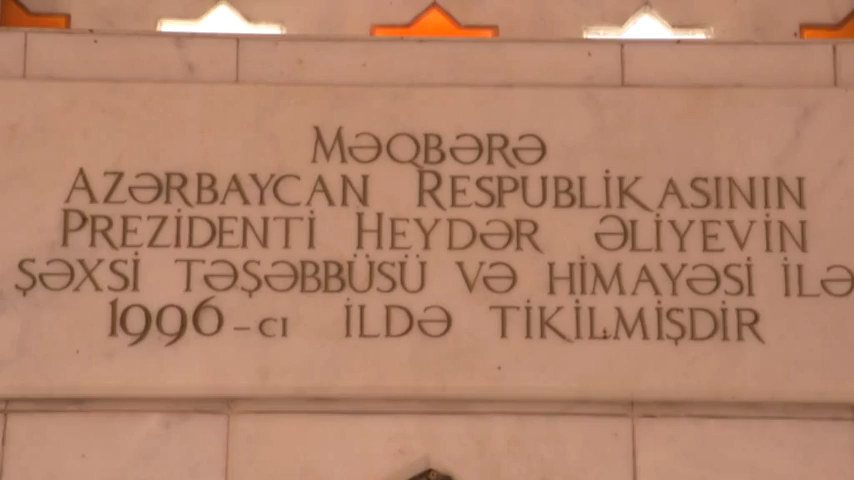 MƏQBƏRƏ
AZƏRBAYCAN RESPUBLİKASININ
PREZİDENTİ HEYDƏR ƏLİYEVİN
ŞƏXSİ TƏŞƏBBÜSÜ VƏ HİMAYƏSİ İLƏ
1996-CI İLDƏ TİKİLMİŞDİR